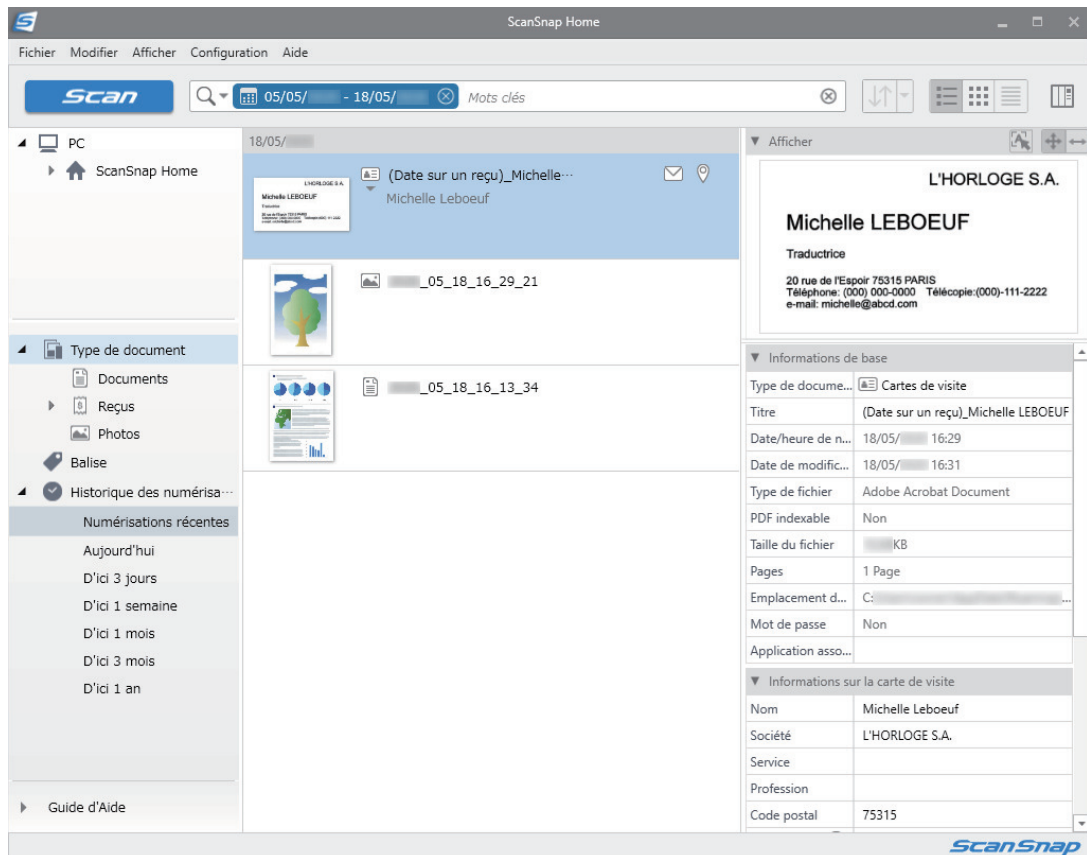 ScanSnap Home
Fichier Modifier Afficher Configuration Aide
Scan
05/05/ - 18/05/ Mots clés
PC
ScanSnap Home
Type de document
Documents
Reçus
Photos
Balise
Historique des numérisa...
Numérisations récentes
Aujourd'hui
D'ici 3 jours
D'ici 1 semaine
D'ici 1 mois
D'ici 3 mois
D'ici 1 an
Guide d'Aide
18/05/
L'HORLOGE S.A.
Michelle LEBOEUF
Traductrice
(Date sur un reçu)_Michelle...
Michelle Leboeuf
_05_18_16_29_21
_05_18_16_13_34
Afficher
L'HORLOGE S.A.
Michelle LEBOEUF
Traductrice
20 rue de l'Espoir 75315 PARIS
Téléphone: (000) 000-0000 Télécopie:(000)-111-2222
e-mail: michelle@abcd.com
Informations de base
Type de docume... Cartes de visite
Titre (Date sur un reçu)_Michelle LEBOEUF
Date/heure de n... 18/05/ 16:29
Date de modific... 18/05/ 16:31
Type de fichier Adobe Acrobat Document
PDF indexable Non
Taille du fichier KB
Pages 1 Page
Emplacement d... C: ...
Mot de passe Non
Application asso...
Informations sur la carte de visite
Nom Michelle Leboeuf
Société L'HORLOGE S.A.
Service
Profession
Code postal 75315
ScanSnap